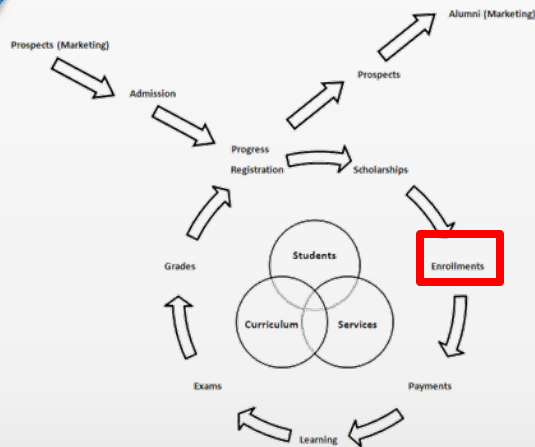 Alumni (Marketing)
Prospects (Marketing)
Prospects
Admission
Progress
Registration
Scholarships
Students
Grades
Enrollments
Curriculum
Services
Exams
Payments
Learning